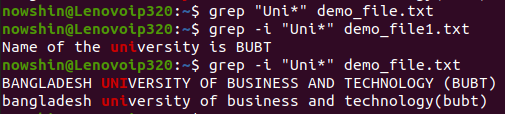 nowshin@Lenovoip320:~$ grep "Uni*" demo_file.txt
nowshin@Lenovoip320:~$ grep -i "Uni*" demo_file1.txt
Name of the university is BUBT
nowshin@Lenovoip320:~$ grep -i "Uni*" demo_file.txt
BANGLADESH UNIVERSITY OF BUSINESS AND TECHNOLOGY (BUBT)
bangladesh university of business and technology(bubt)